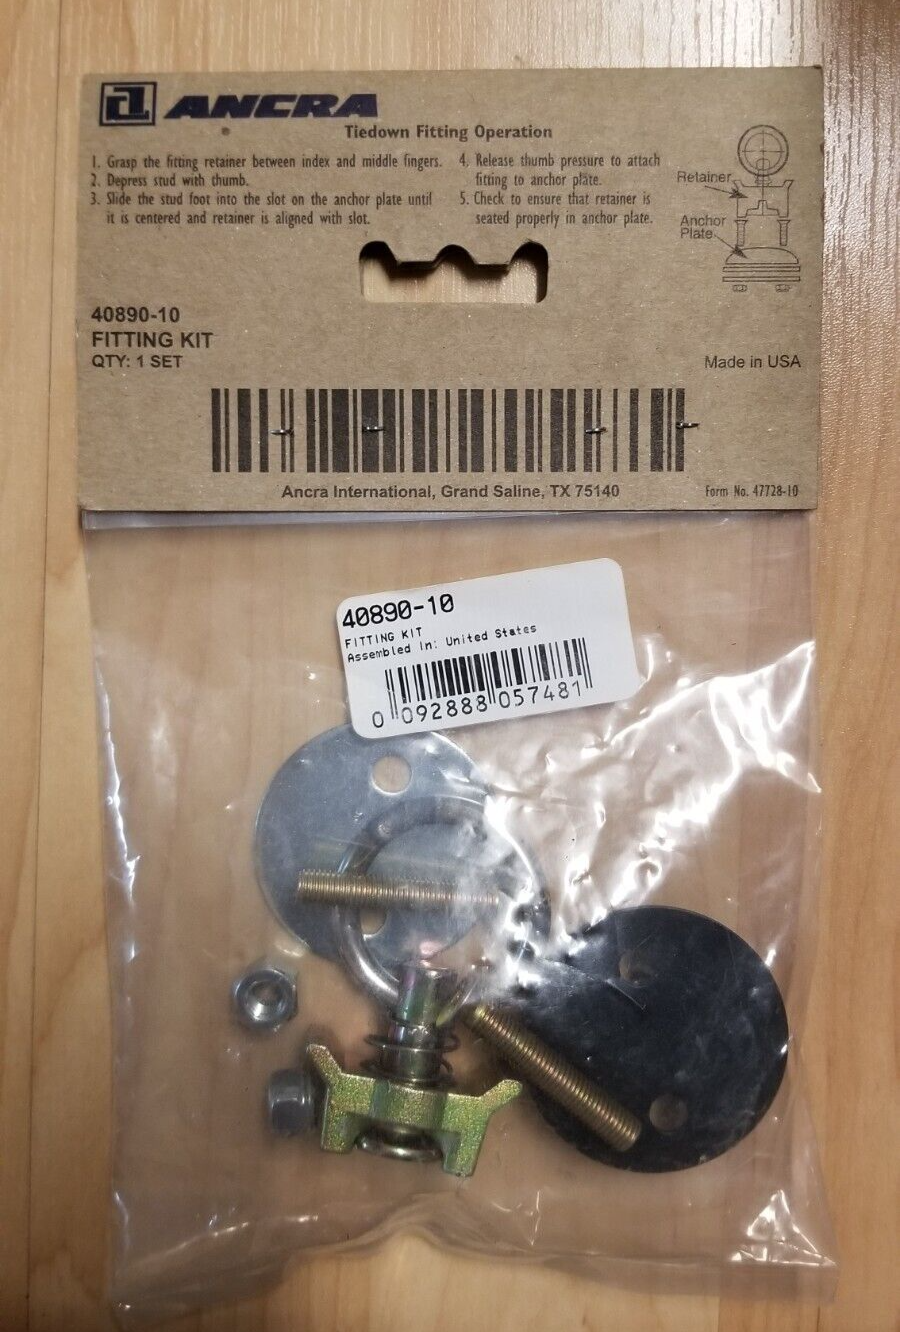 a ANCRA
Tiedown Fitting Operation
1. Grasp the fitting retainer between index and middle fingers.
2. Depress stud with thumb.
3. Slide the stud foot into the slot on the anchor plate until
it is centered and retainer is aligned with slot.
4. Release thumb pressure to attach
fitting to anchor plate.
5. Check to ensure that retainer is
seated properly in anchor plate.
Retainer
Anchor
Plate
40890-10
FITTING KIT
QTY: 1 SET
Made in USA
Ancra International, Grand Saline, TX 75140
Form No. 47728-10
40890-10
FITTING KIT
Assembled In: United States
0 092888 057481